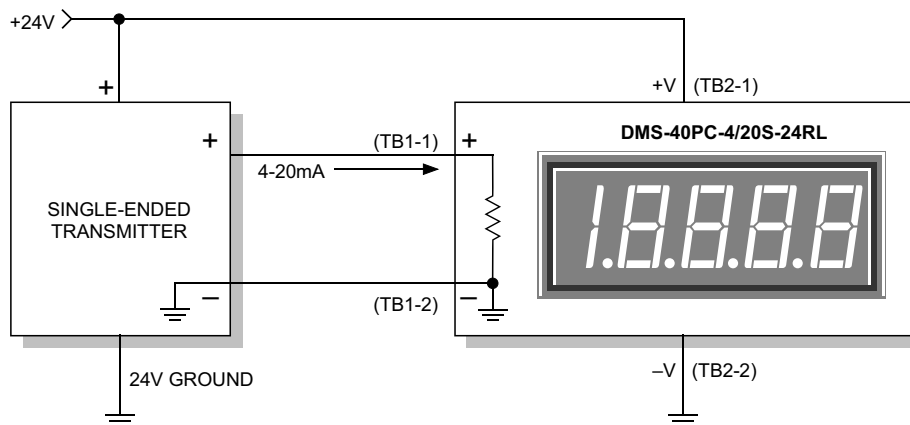 +24V
+
+V (TB2-1)
DMS-40PC-4/20S-24RL
+ (TB1-1) +
4-20mA
1.8.8.8.8
SINGLE-ENDED
TRANSMITTER
– (TB1-2) –
24V GROUND
–V (TB2-2)